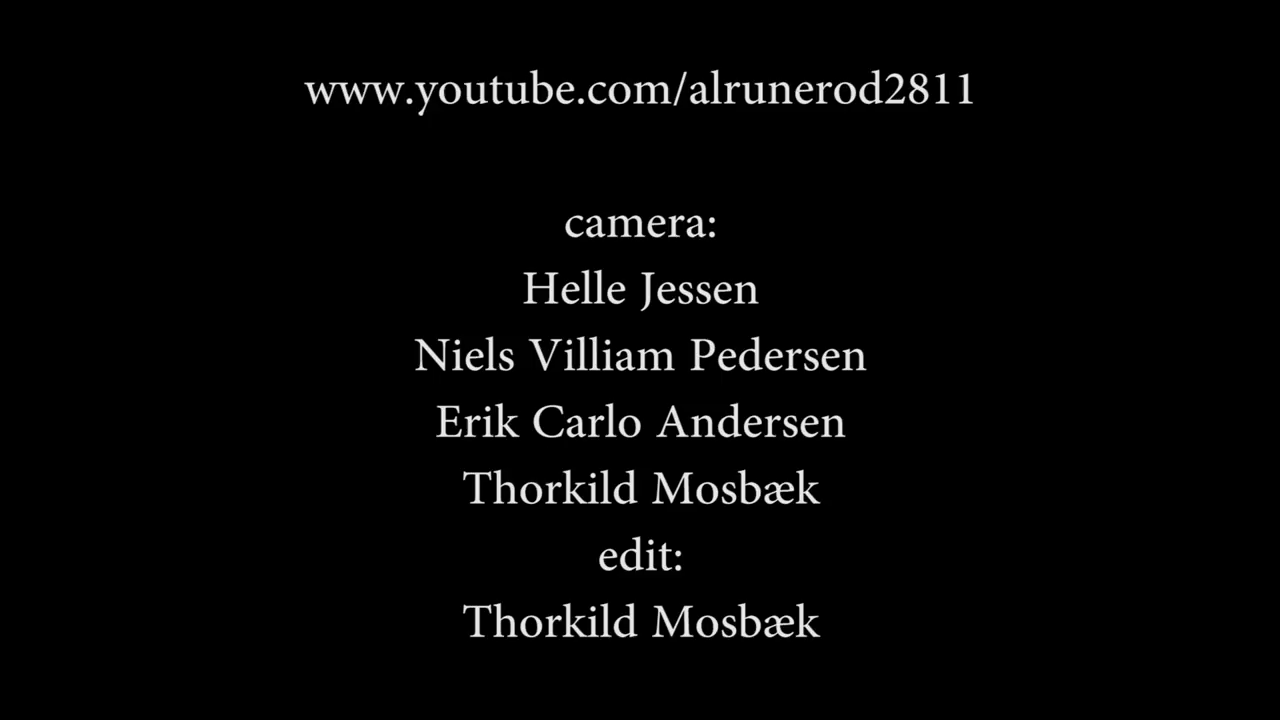 www.youtube.com/alrunerod2811
camera:
Helle Jessen
Niels Villiam Pedersen
Erik Carlo Andersen
Thorkild Mosbæk
edit:
Thorkild Mosbæk